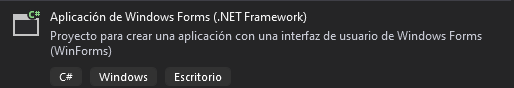 C#
Aplicación de Windows Forms (.NET Framework)
Proyecto para crear una aplicación con una interfaz de usuario de Windows Forms
(WinForms)
C# Windows Escritorio